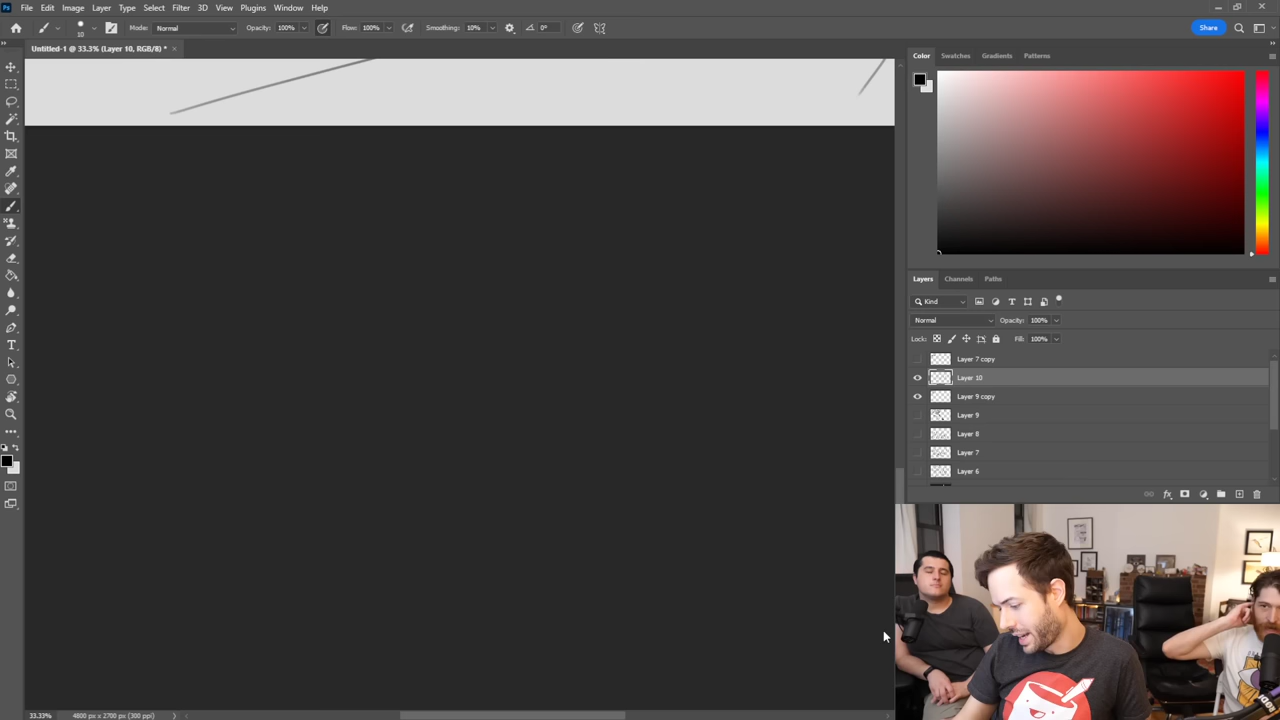 Ps File Edit Image Layer Type Select Filter 3D View Plugins Window Help
10 Mode: Normal Opacity: 100% Flow: 100% Smoothing: 10% 0° Share
Untitled-1 @ 33.3% (Layer 10, RGB/8) *
Color Swatches Gradients Patterns
Layers Channels Paths
Kind
Normal Opacity: 100%
Lock: Fill: 100%
Layer 7 copy
Layer 10
Layer 9 copy
Layer 9
Layer 8
Layer 7
Layer 6
33.33% 4800 px x 2700 px (300 ppi)